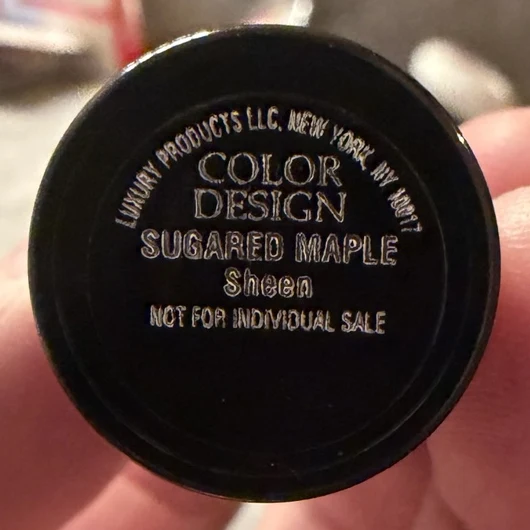 LUXURY PRODUCTS LLC, NEW YORK, NY 10017
COLOR
DESIGN
SUGARED MAPLE
Sheen
NOT FOR INDIVIDUAL SALE